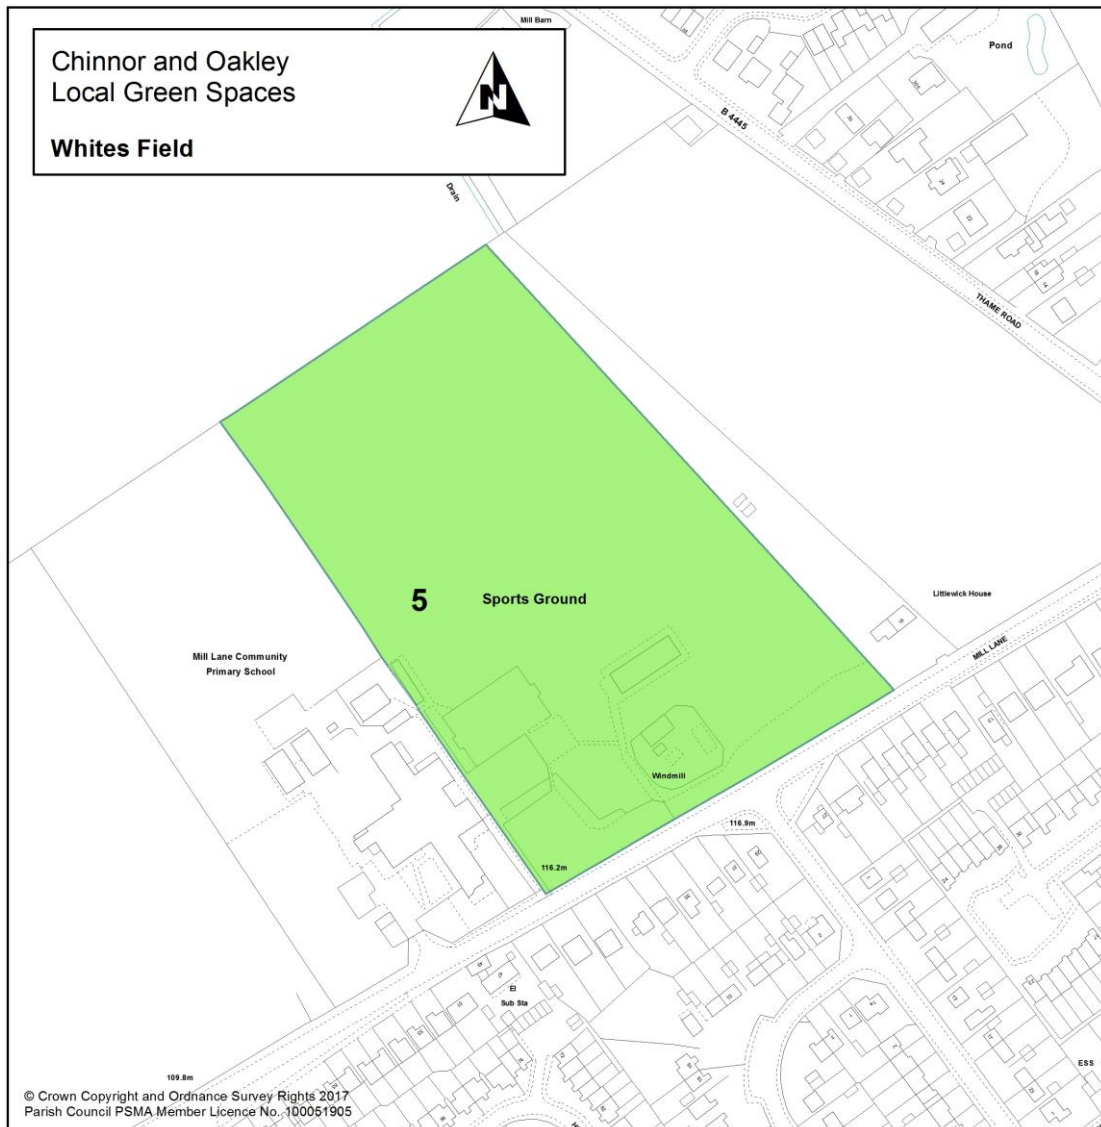 Chinnor and Oakley
Local Green Spaces
N
Whites Field
Mill Barn
Pond
B 4445
Drain
THAME ROAD
5
Sports Ground
Littlewick House
MILL LANE
Mill Lane Community
Primary School
Windmill
116.9m
116.2m
El
Sub Sta
ESS
109.8m
© Crown Copyright and Ordnance Survey Rights 2017
Parish Council PSMA Member Licence No. 100051905